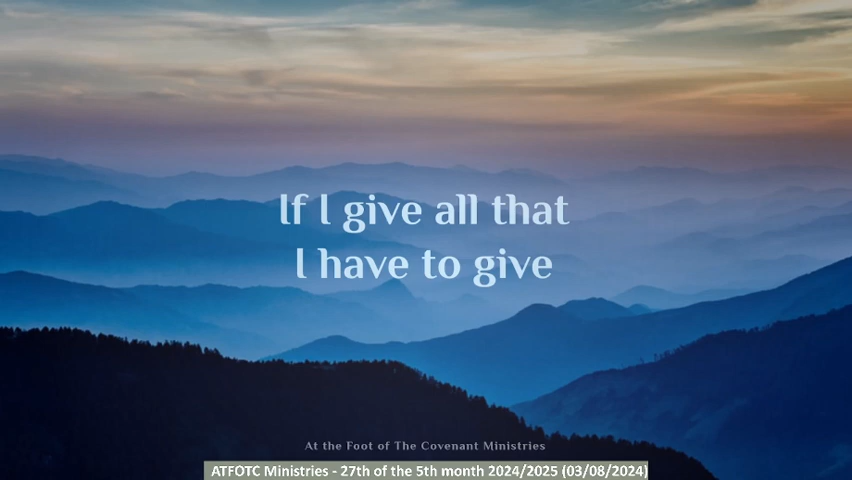 If I give all that
I have to give
At the Foot of The Covenant Ministries
ATFOTC Ministries - 27th of the 5th month 2024/2025 (03/08/2024)